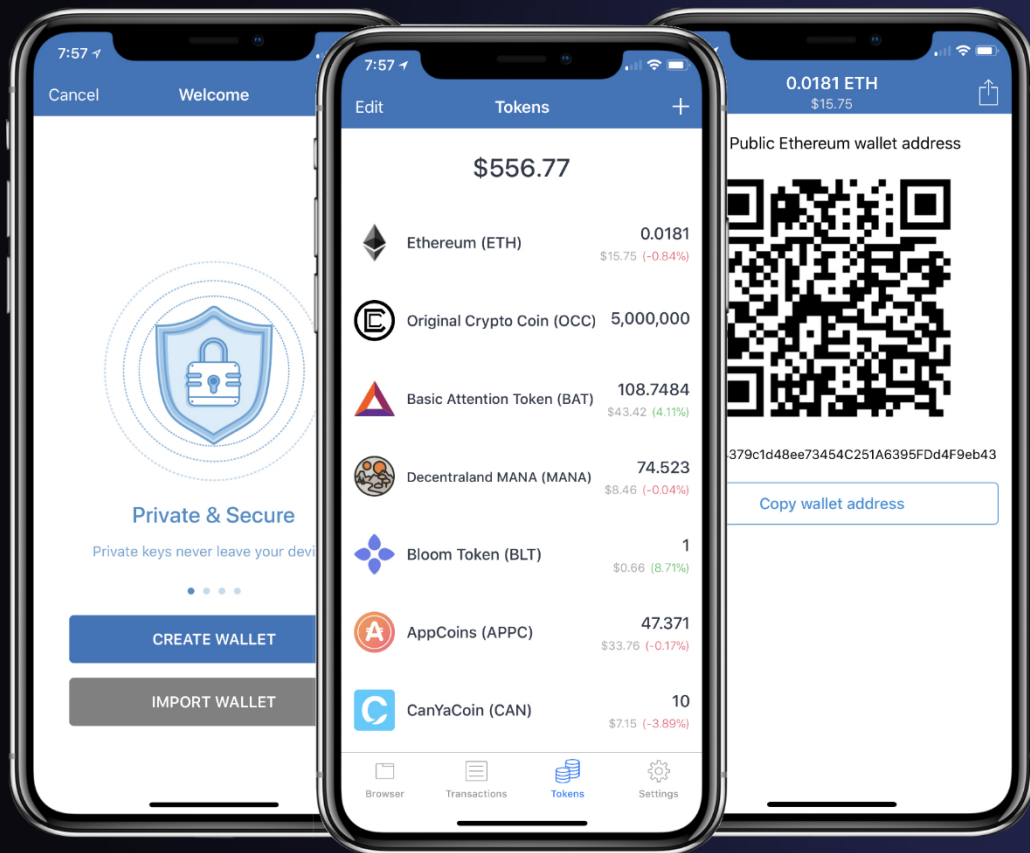 7:57
Cancel
Welcome
Private & Secure
Private keys never leave your devi
CREATE WALLET
IMPORT WALLET
7:57
Edit
Tokens
+
$556.77
Ethereum (ETH)
0.0181
$15.75 (-0.84%)
Original Crypto Coin (OCC)
5,000,000
Basic Attention Token (BAT)
108.7484
$43.42 (4.11%)
Decentraland MANA (MANA)
74.523
$8.46 (-0.04%)
Bloom Token (BLT)
1
$0.66 (8.71%)
AppCoins (APPC)
47.371
$33.76 (-0.17%)
CanYaCoin (CAN)
10
$7.15 (-3.89%)
Browser
Transactions
Tokens
Settings
0.0181 ETH
$15.75
Public Ethereum wallet address
379c1d48ee73454C251A6395FDd4F9eb43
Copy wallet address